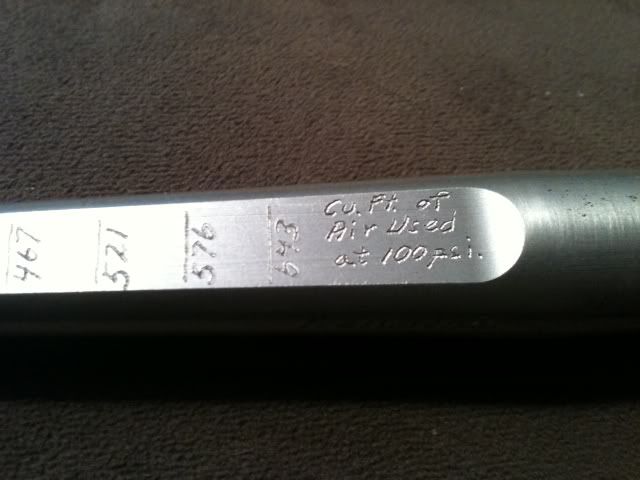 467
521
576
643
Cu. Ft. of
Air Used
at 100 psi.